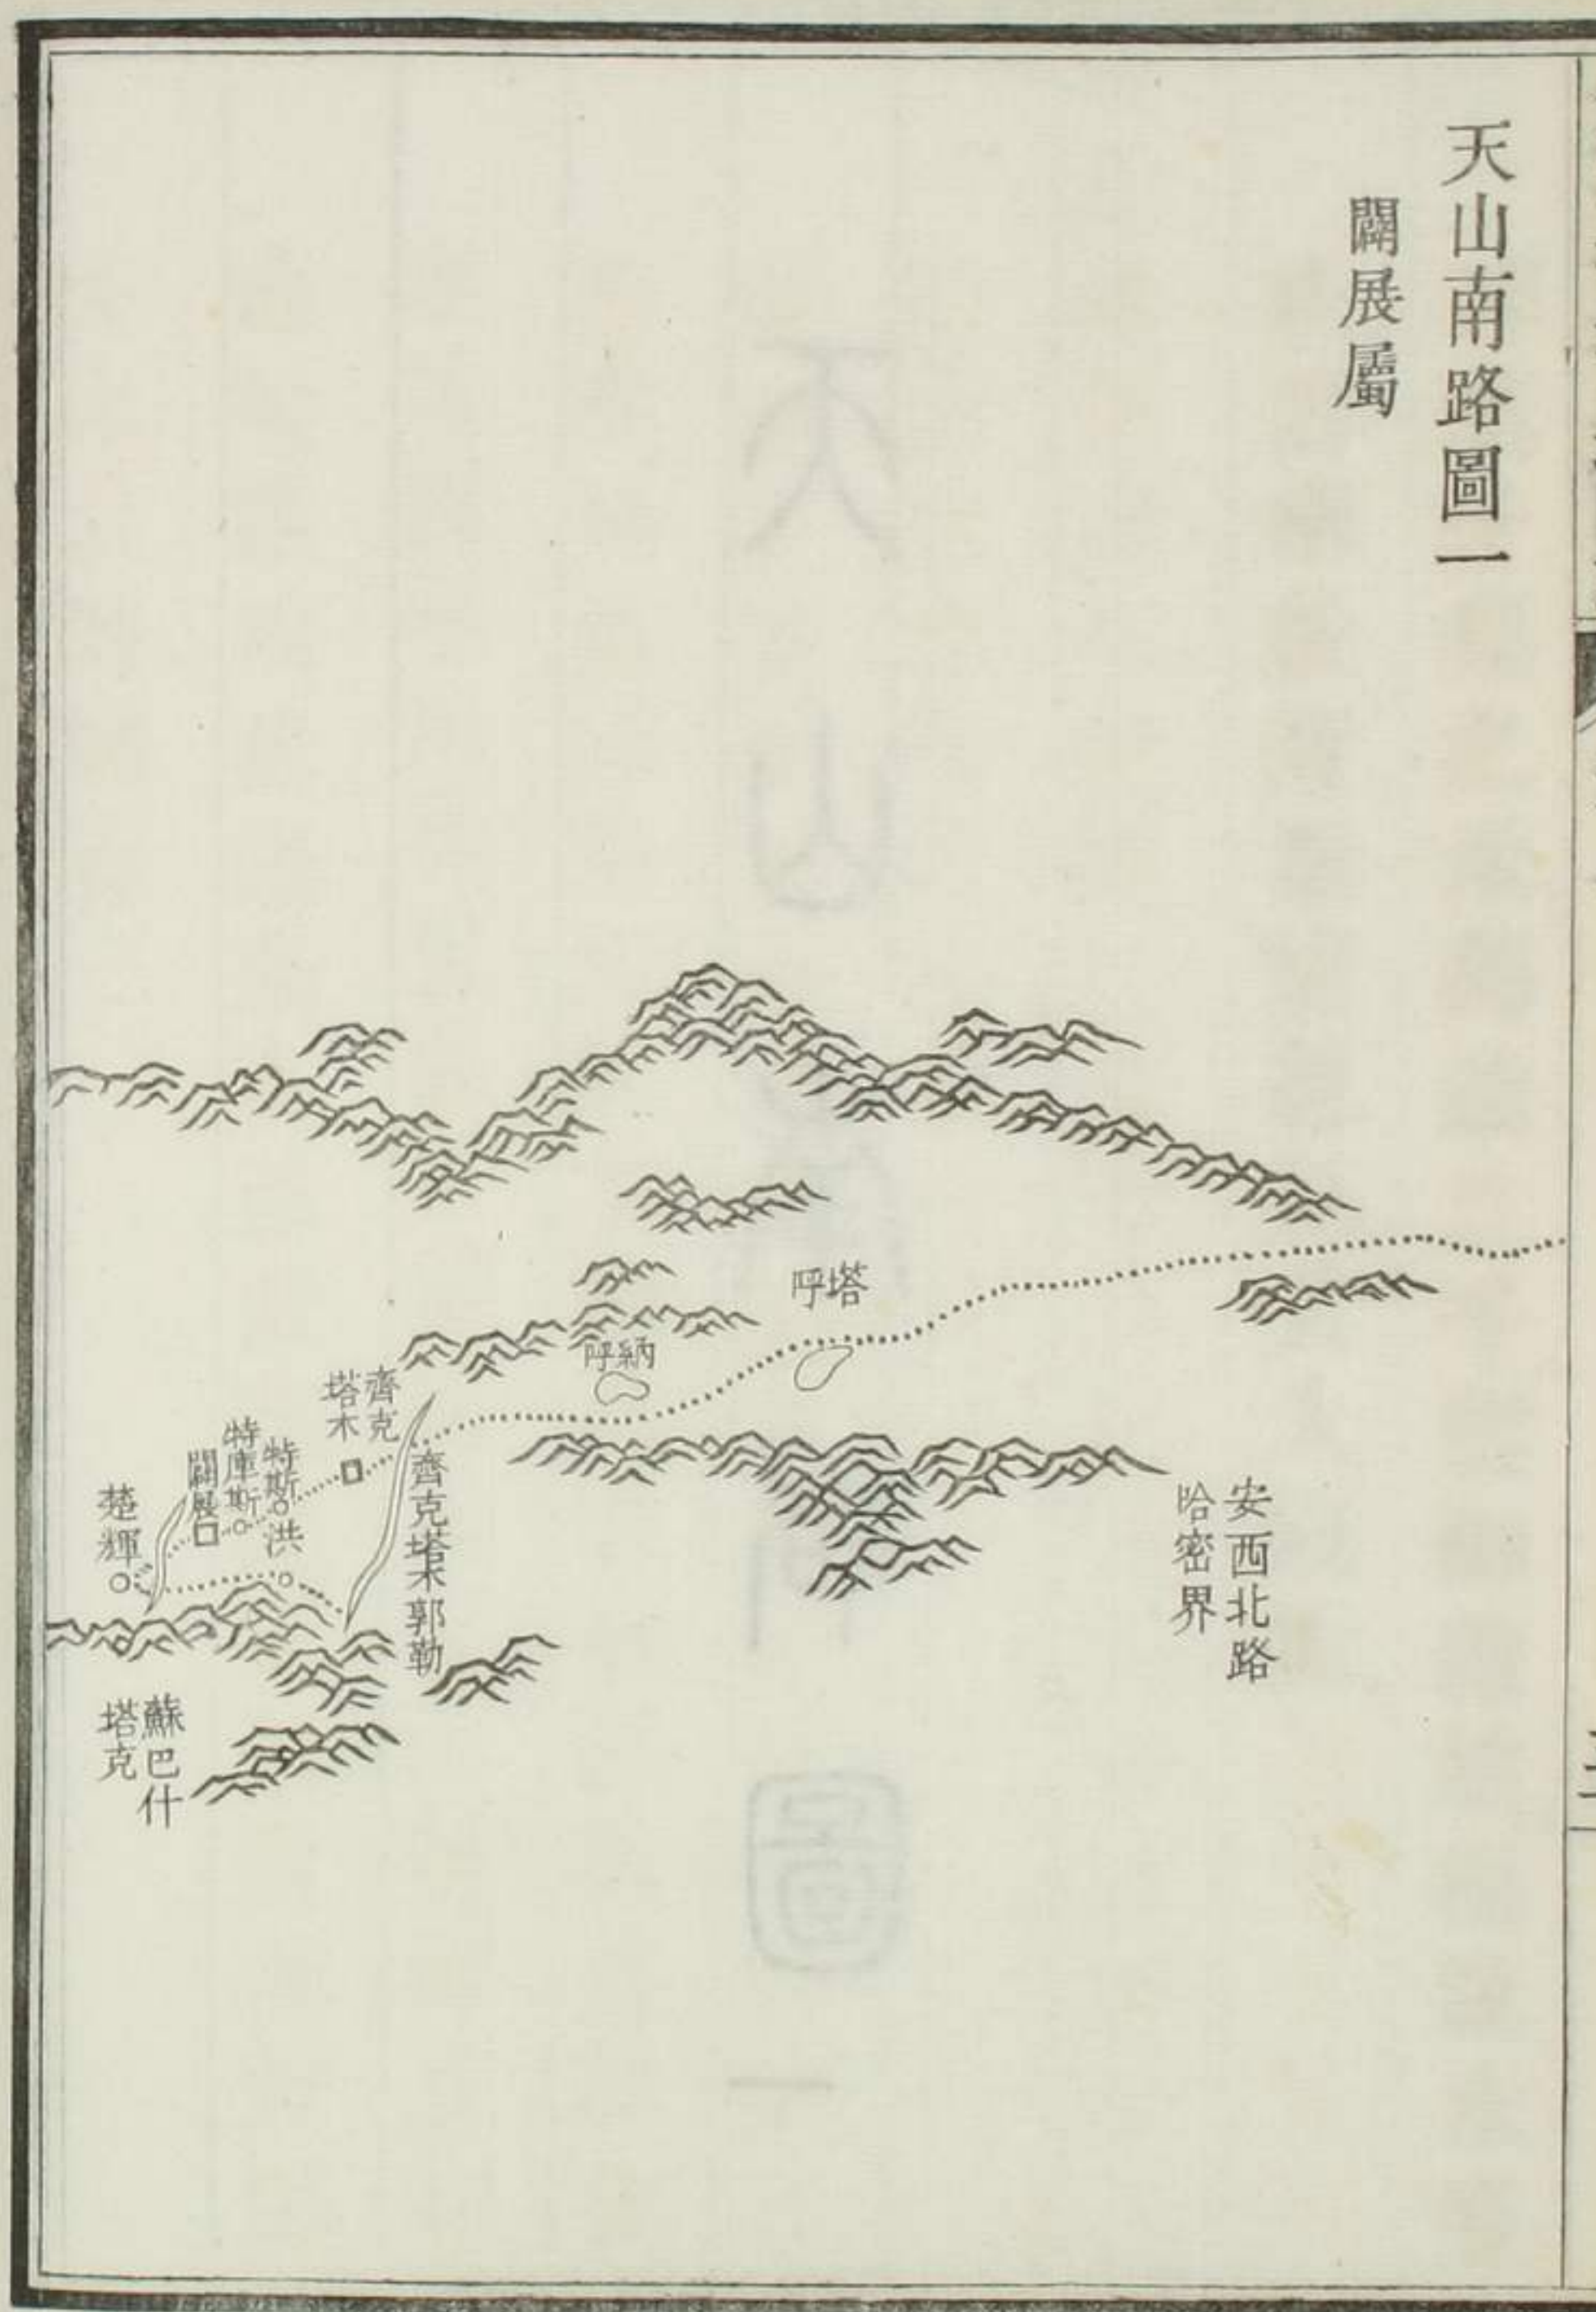 天山南路圖一
闢展屬
安西北路
哈密界
塔呼
納呼
齊克塔木郭勒
齊克
塔木
特斯
洪
特庫斯
闢展
楚輝
蘇巴什
塔克